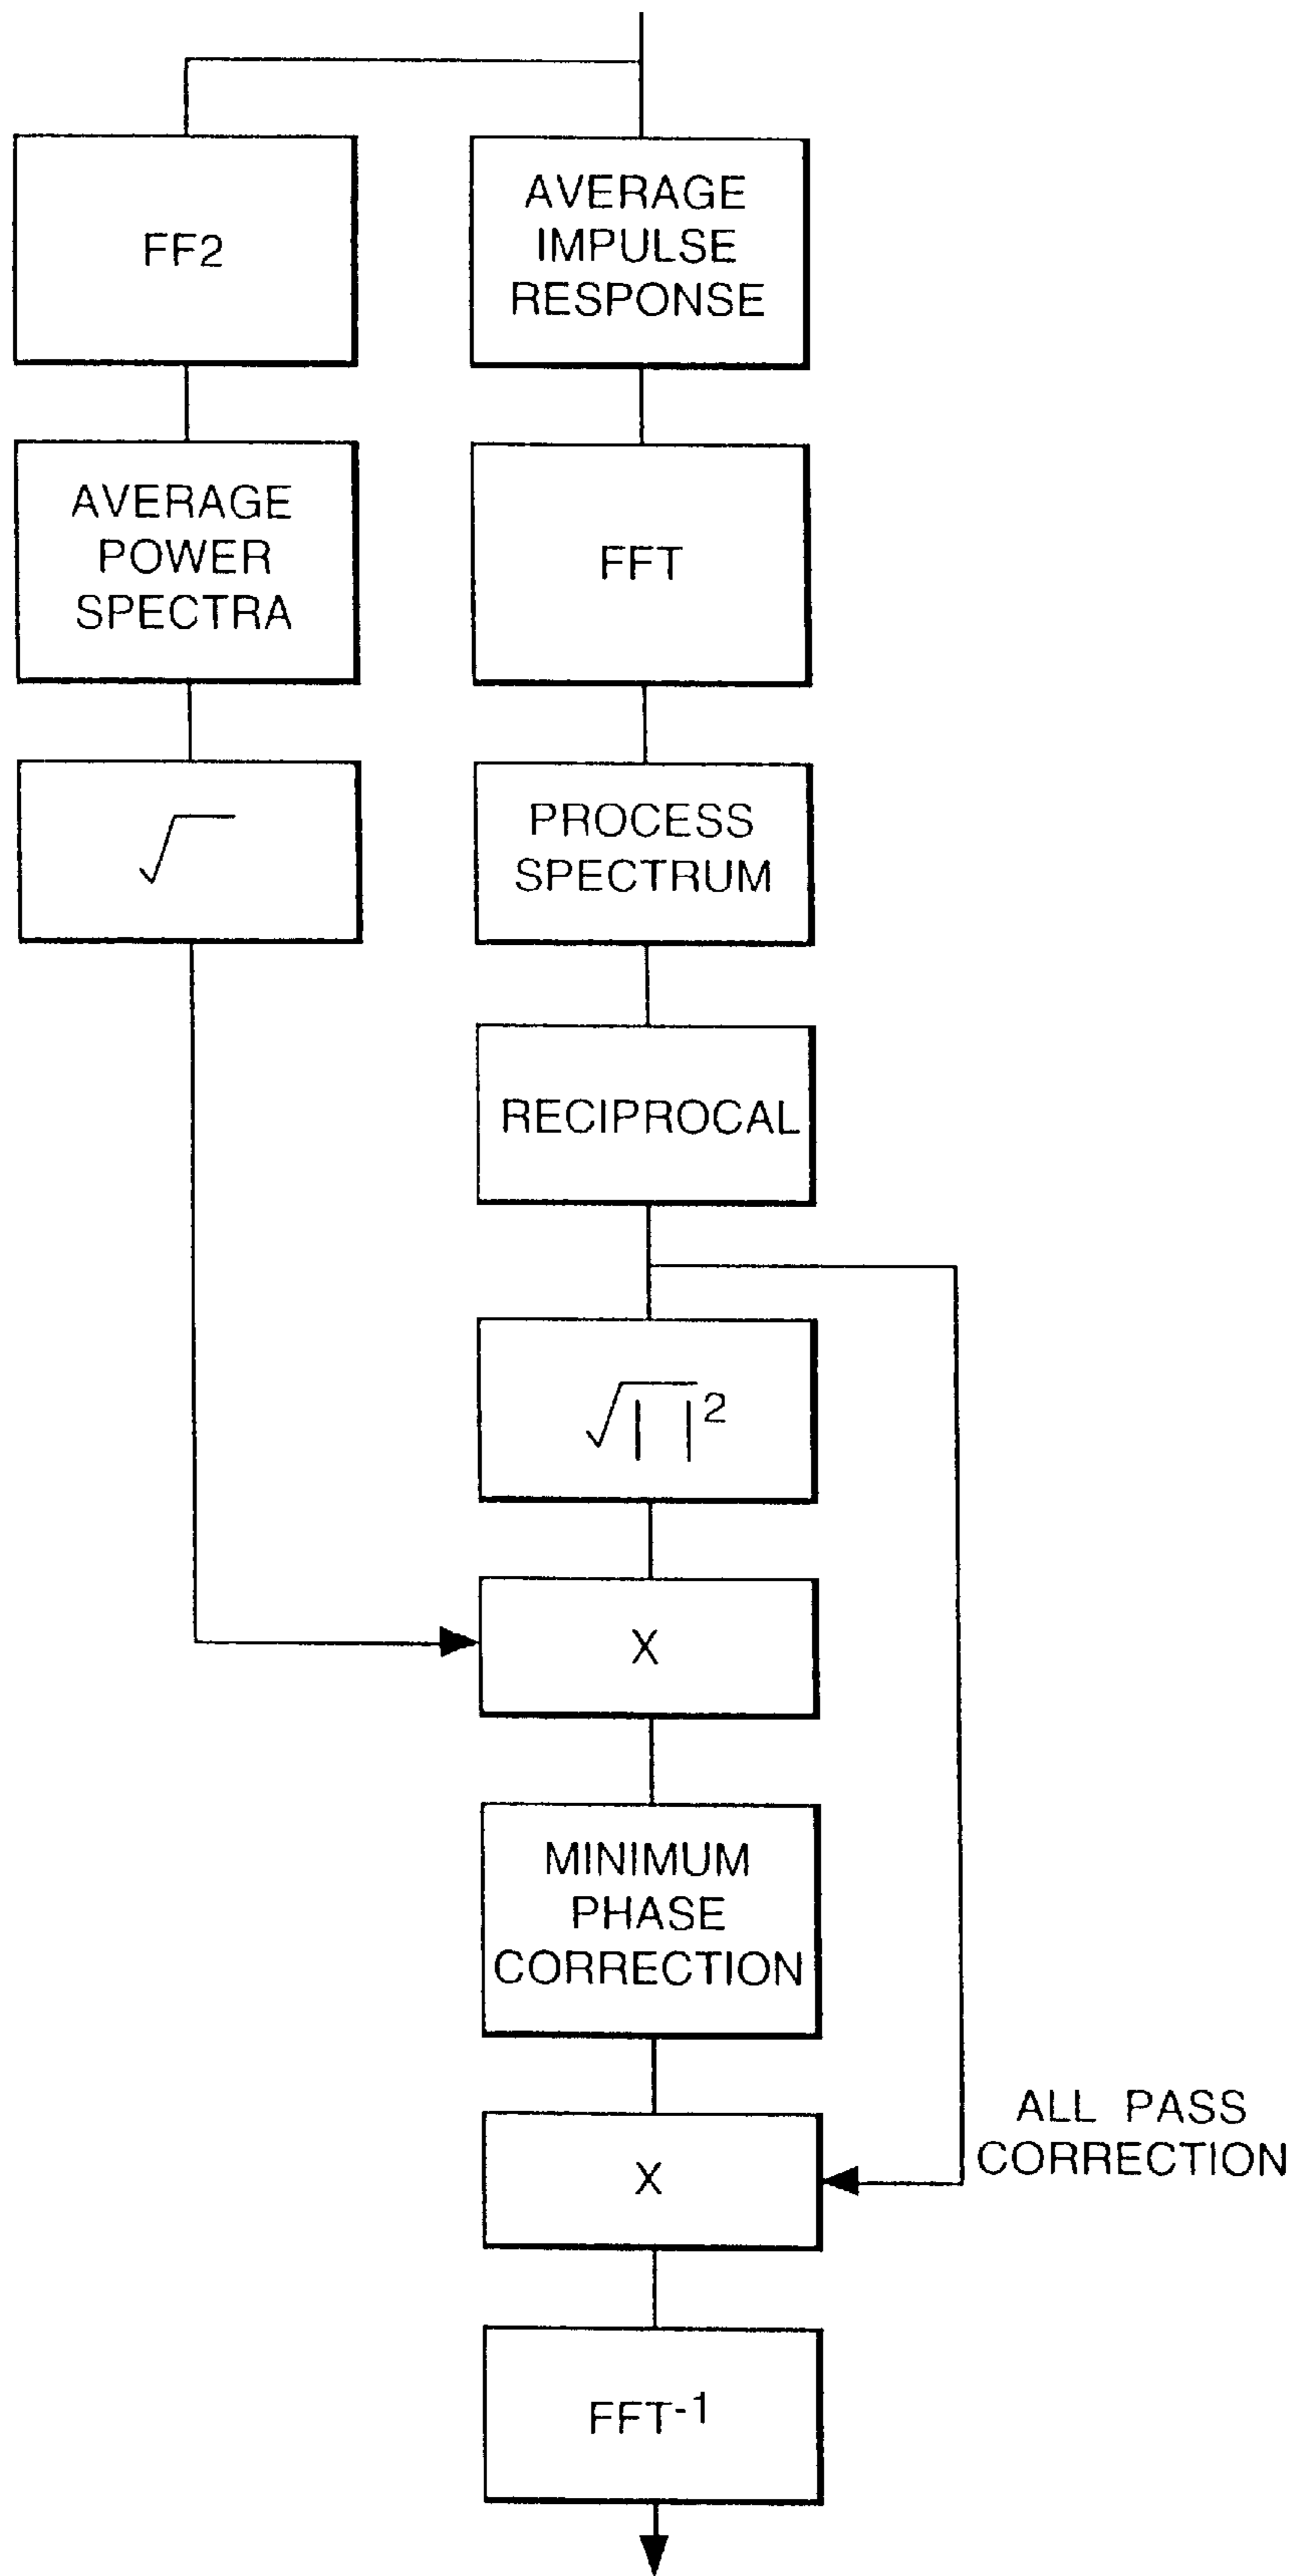 FF2
AVERAGE
IMPULSE
RESPONSE
AVERAGE
POWER
SPECTRA
FFT
√
PROCESS
SPECTRUM
RECIPROCAL
√| |²
X
MINIMUM
PHASE
CORRECTION
ALL PASS
CORRECTION
X
FFT⁻¹